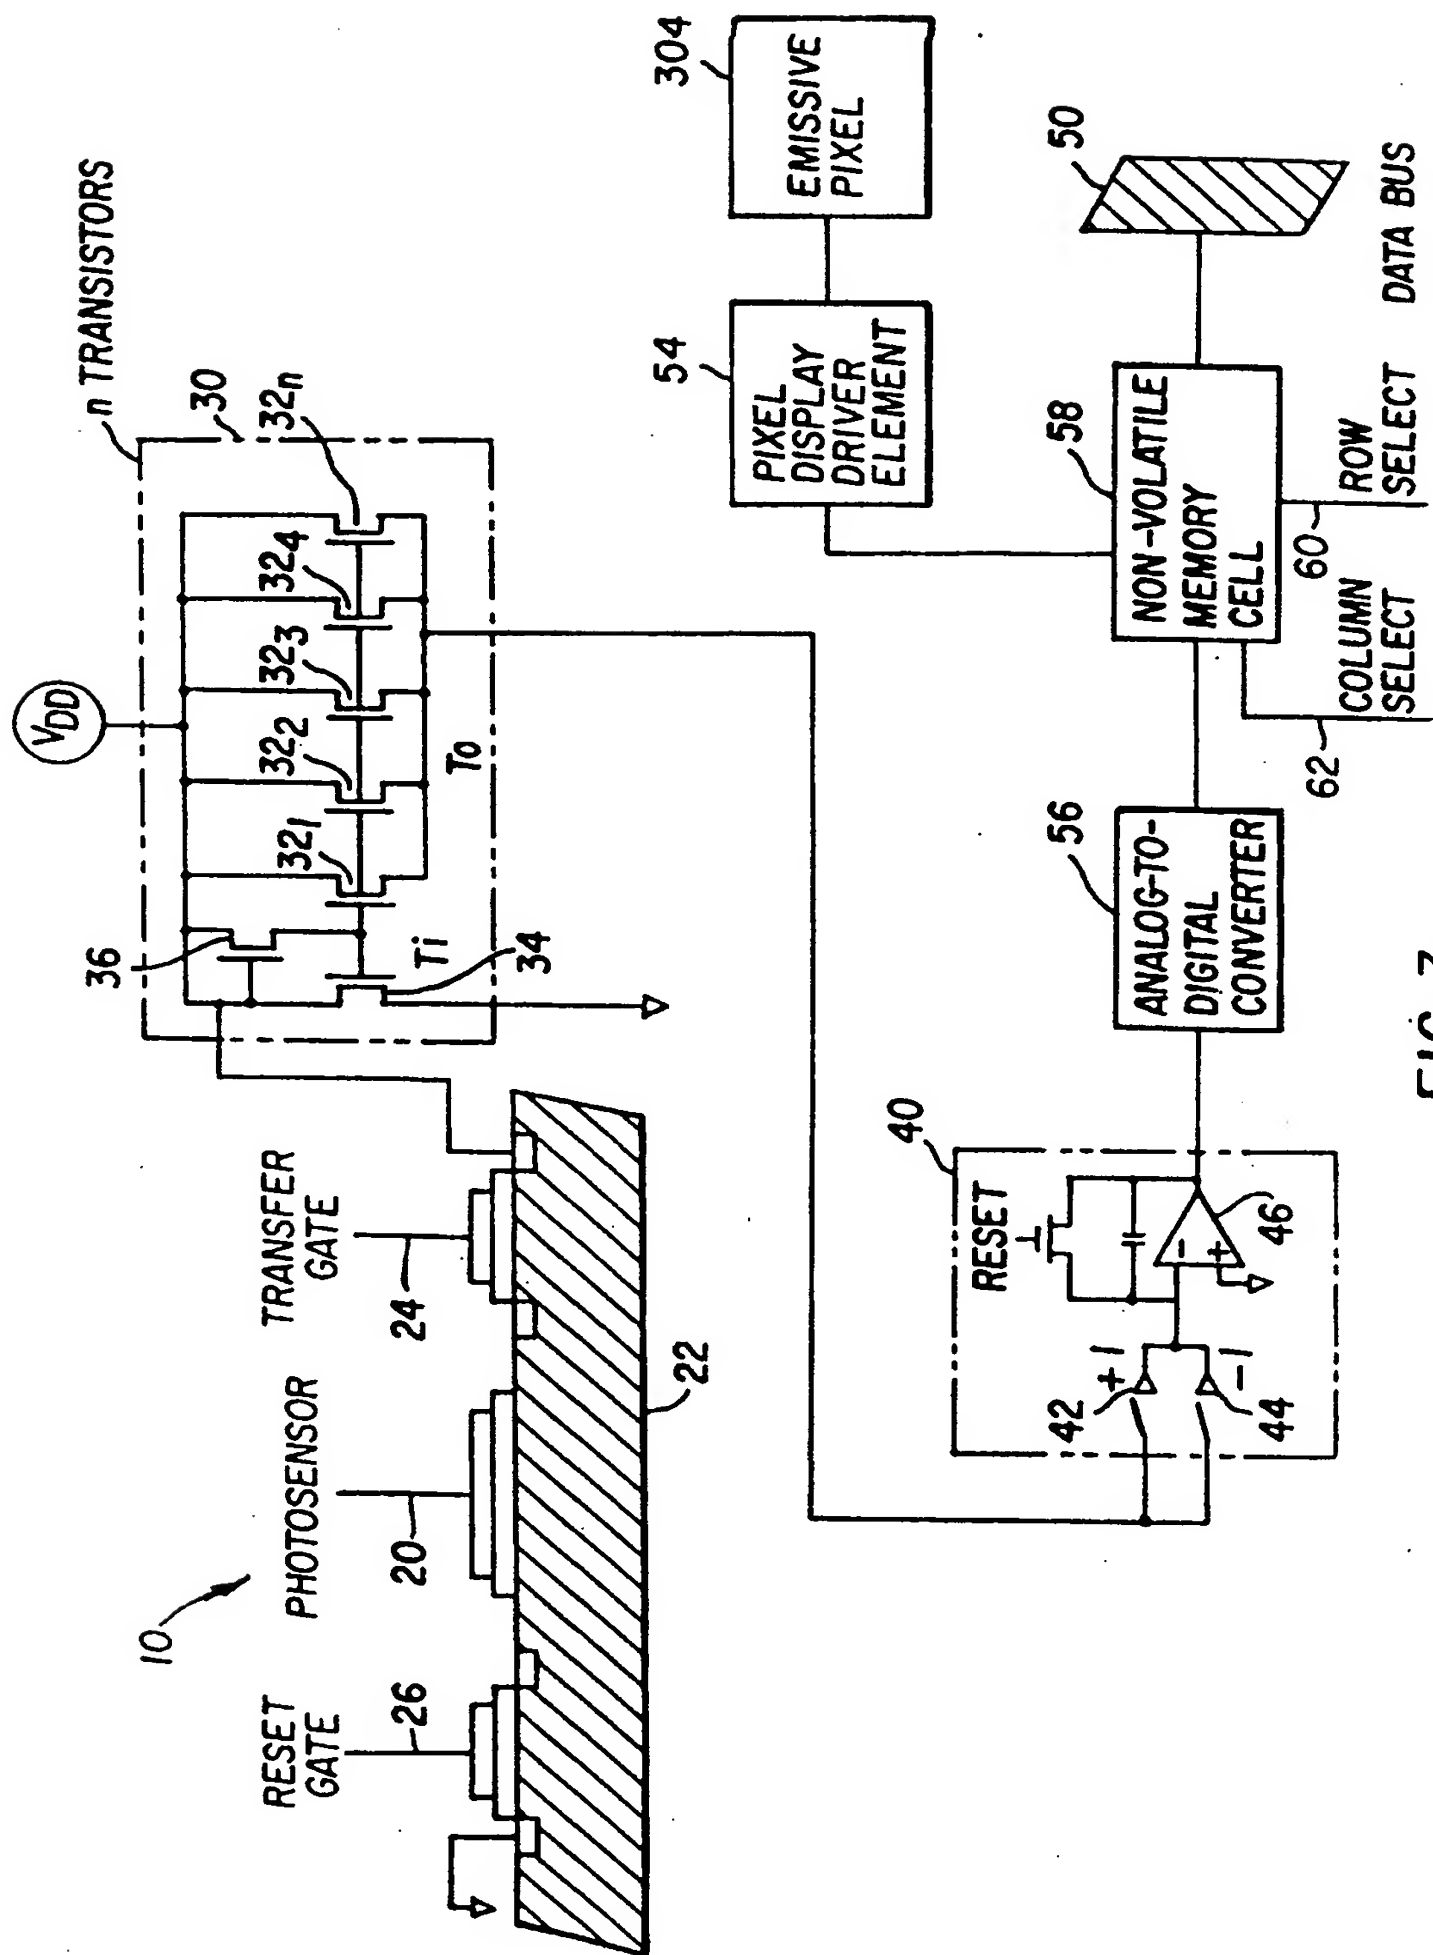 10
RESET
GATE
26
PHOTOSENSOR
20
TRANSFER
GATE
24
22
VDD
n TRANSISTORS
30
36
32₁
32₂
32₃
32₄
32n
Ti
To
34
40
RESET
42
+1
44
-1
-
+
46
56
ANALOG-TO-
DIGITAL
CONVERTER
58
NON-VOLATILE
MEMORY
CELL
54
PIXEL
DISPLAY
DRIVER
ELEMENT
304
EMISSIVE
PIXEL
50
62
COLUMN
SELECT
60
ROW
SELECT
DATA BUS